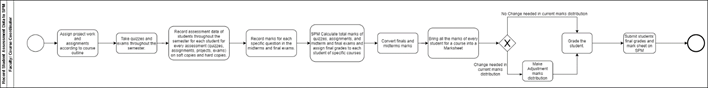 Record Student Assessment Data to SPM
Faculty/ Course Coordinator
Assign project work
and
assignments
according to course
outline
Take quizzes and
exams throughout the
semester
Record assessment data of
students throughout the
semester for each student for
every assessment (quizzes,
assignments, projects, exams)
on soft copies and hard copies
Record marks for each
specific question in the
midterms and final exams
SPM Calculate total marks of
quizzes, assignments, and
midterms and final exams and
assign final grades to each
student of specific courses
Convert finals and
midterms marks
Bring all the marks of every
student for a course into a
Marksheet
No Change needed in current marks distribution
Change needed in
current marks
distribution
Make
Adjustment
marks
distribution
Grade the
student.
Submit students
final grades and
mark sheet on
SPM